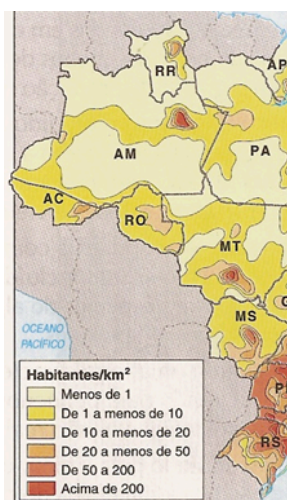 RR
AP
AM
PA
AC
RO
MT
MS
OCEANO
PACÍFICO
Habitantes/km²
Menos de 1
De 1 a menos de 10
De 10 a menos de 20
De 20 a menos de 50
De 50 a 200
Acima de 200
RS